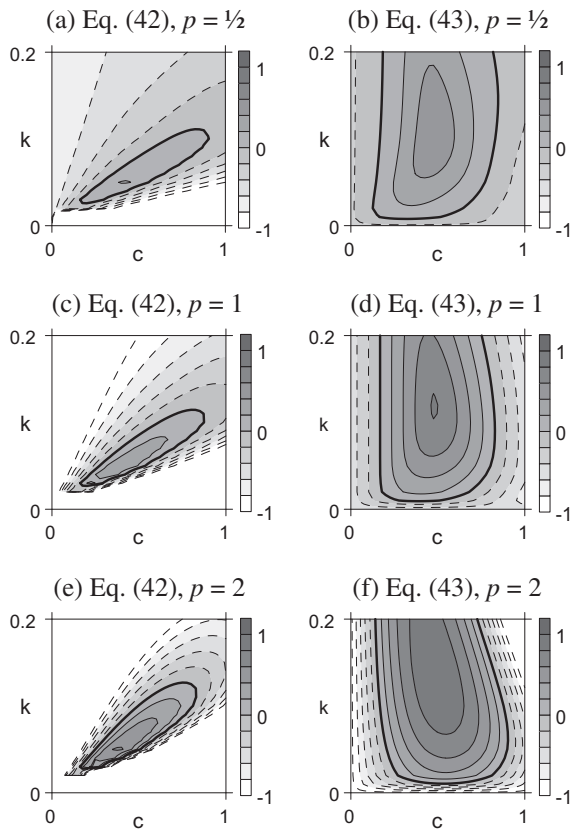 (a) Eq. (42), p = ½
(b) Eq. (43), p = ½
0.2
k
0
0
c
1
1
0
-1
0.2
k
0
0
c
1
1
0
-1
(c) Eq. (42), p = 1
(d) Eq. (43), p = 1
0.2
k
0
0
c
1
1
0
-1
0.2
k
0
0
c
1
1
0
-1
(e) Eq. (42), p = 2
(f) Eq. (43), p = 2
0.2
k
0
0
c
1
1
0
-1
0.2
k
0
0
c
1
1
0
-1